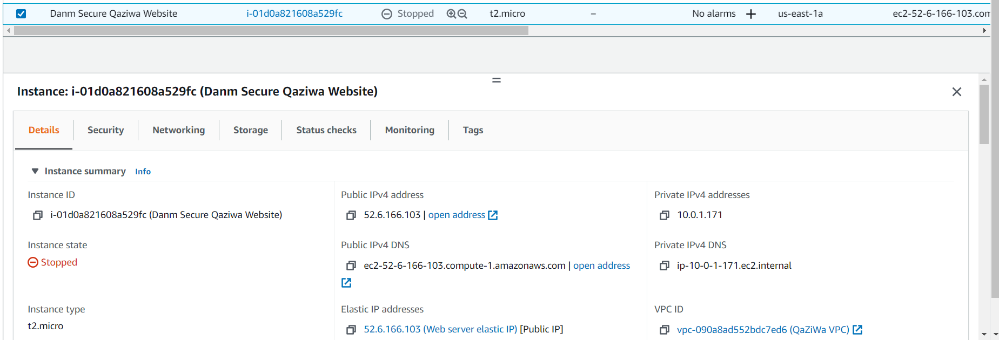 Danm Secure Qaziwa Website i-01d0a821608a529fc Stopped t2.micro – No alarms + us-east-1a ec2-52-6-166-103.com
Instance: i-01d0a821608a529fc (Danm Secure Qaziwa Website)
Details Security Networking Storage Status checks Monitoring Tags
Instance summary Info
Instance ID Public IPv4 address Private IPv4 addresses
i-01d0a821608a529fc (Danm Secure Qaziwa Website) 52.6.166.103 | open address 10.0.1.171
Instance state Public IPv4 DNS Private IPv4 DNS
Stopped ec2-52-6-166-103.compute-1.amazonaws.com | open address ip-10-0-1-171.ec2.internal
Instance type Elastic IP addresses VPC ID
t2.micro 52.6.166.103 (Web server elastic IP) [Public IP] vpc-090a8ad552bdc7ed6 (QaZiWa VPC)